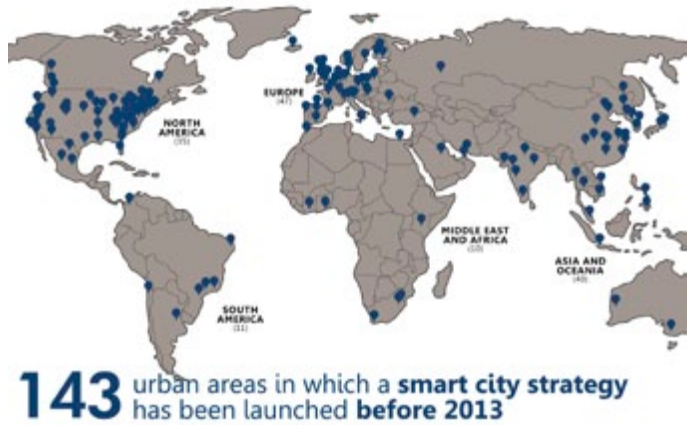 EUROPE
(47)
NORTH
AMERICA
(35)
MIDDLE EAST
AND AFRICA
(10)
ASIA AND
OCEANIA
(40)
SOUTH
AMERICA
(11)
143 urban areas in which a smart city strategy
has been launched before 2013